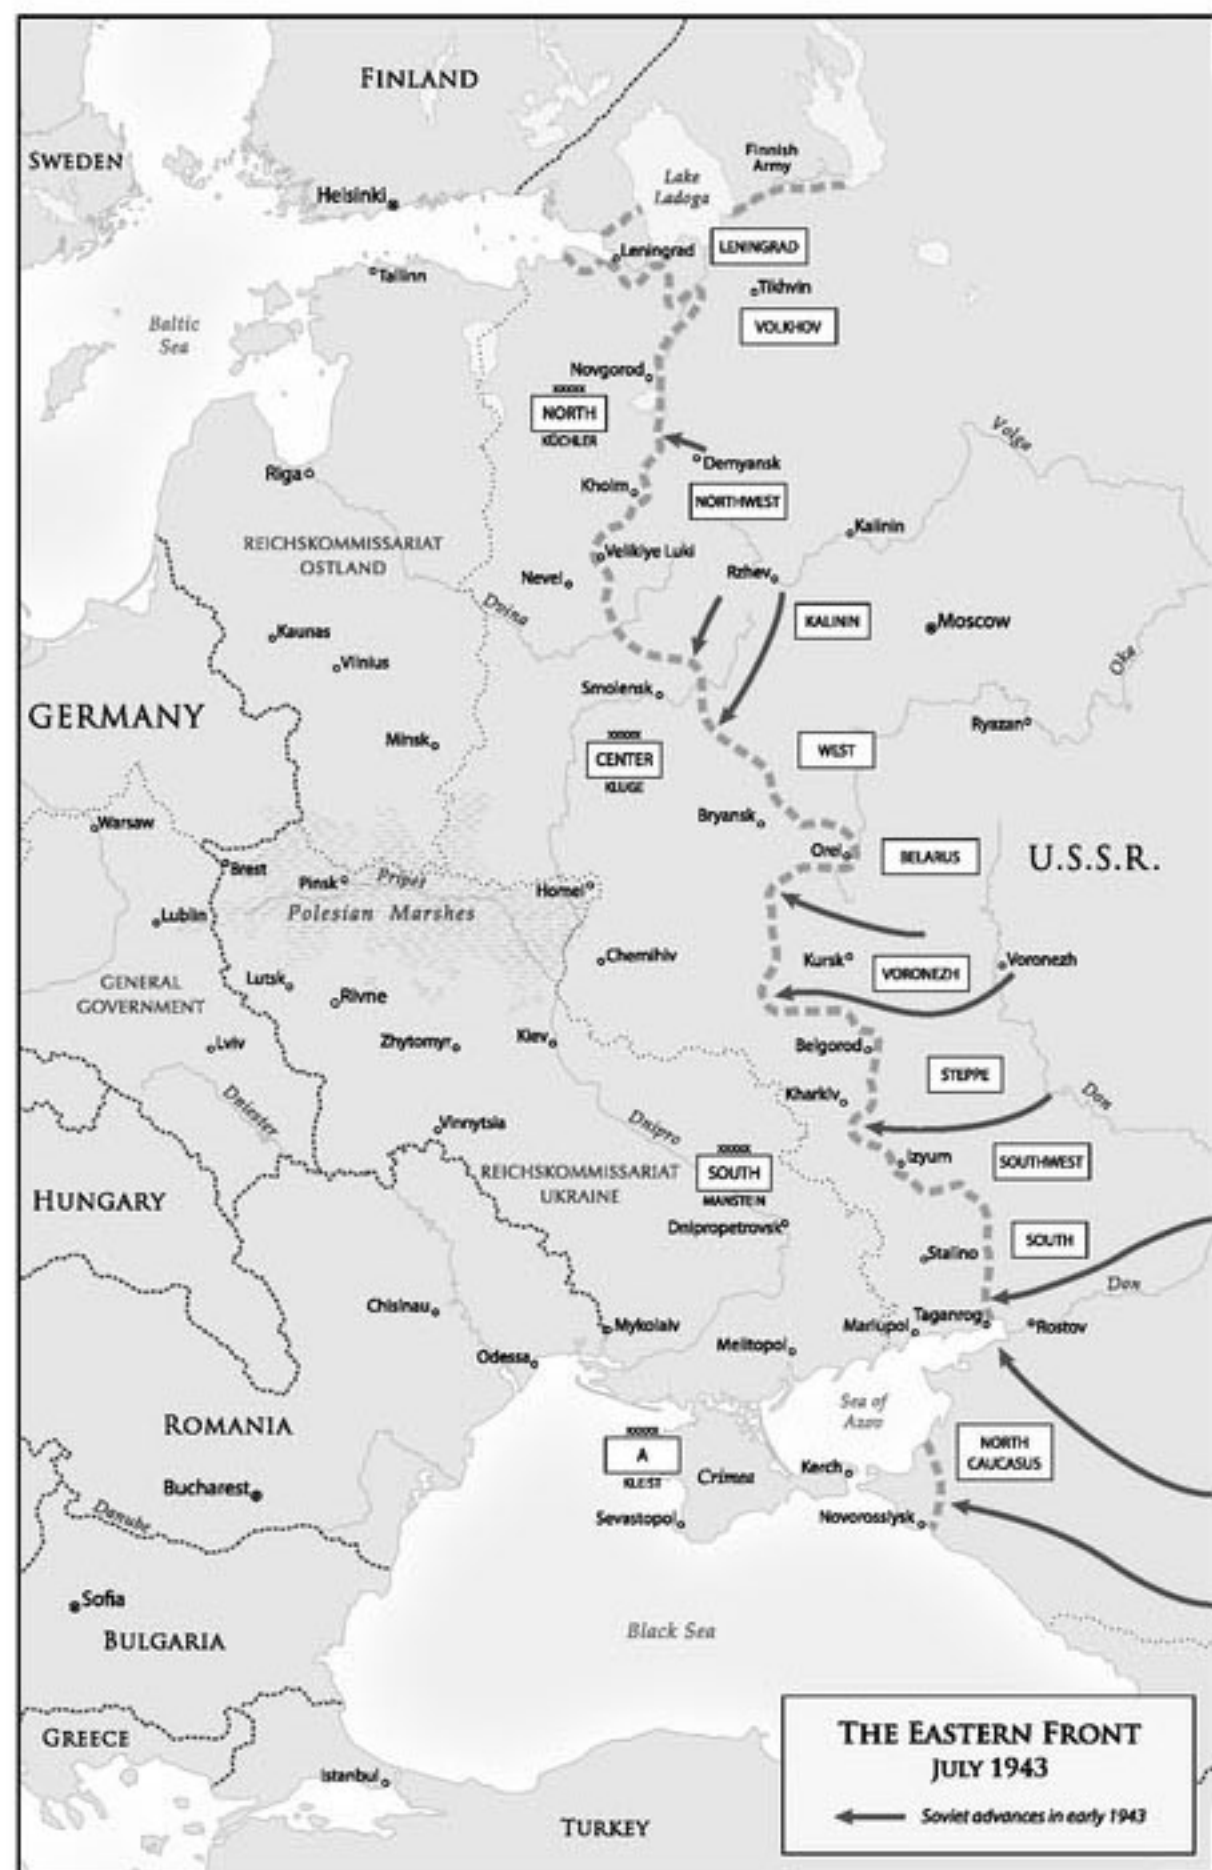 FINLAND
SWEDEN
Finnish
Army
Lake
Ladoga
Helsinki
Leningrad
LENINGRAD
Tallinn
Tikhvin
VOLKHOV
Baltic
Sea
Novgorod
XXXXX
NORTH
KÜCHLER
Volga
Demyansk
Riga
Kholm
NORTHWEST
Kalinin
REICHSKOMMISSARIAT
OSTLAND
Velikiye Luki
Nevel
Rzhev
Dvina
KALININ
Moscow
Kaunas
Vilnius
Oka
Smolensk
GERMANY
Ryazan
Minsk
XXXXX
CENTER
KLUGE
WEST
Warsaw
Bryansk
Orel
BELARUS
U.S.S.R.
Brest
Pinsk
Pripet
Homel
Lublin
Polesian Marshes
Chernihiv
Kursk
VORONEZH
Voronezh
GENERAL
GOVERNMENT
Lutsk
Rivne
Lviv
Zhytomyr
Kiev
Belgorod
STEPPE
Kharkiv
Don
Dniester
Vinnytsia
Dnipro
Izyum
SOUTHWEST
HUNGARY
REICHSKOMMISSARIAT
UKRAINE
XXXXX
SOUTH
MANSTEIN
Dnipropetrovsk
SOUTH
Stalino
Don
Chisinau
Taganrog
Mykolaiv
Mariupol
Rostov
Odessa
Melitopol
Sea of
Azov
ROMANIA
XXXXX
A
KLEIST
Crimea
Kerch
NORTH
CAUCASUS
Bucharest
Danube
Sevastopol
Novorossiysk
Sofia
BULGARIA
Black Sea
GREECE
Istanbul
TURKEY
THE EASTERN FRONT
JULY 1943
Soviet advances in early 1943